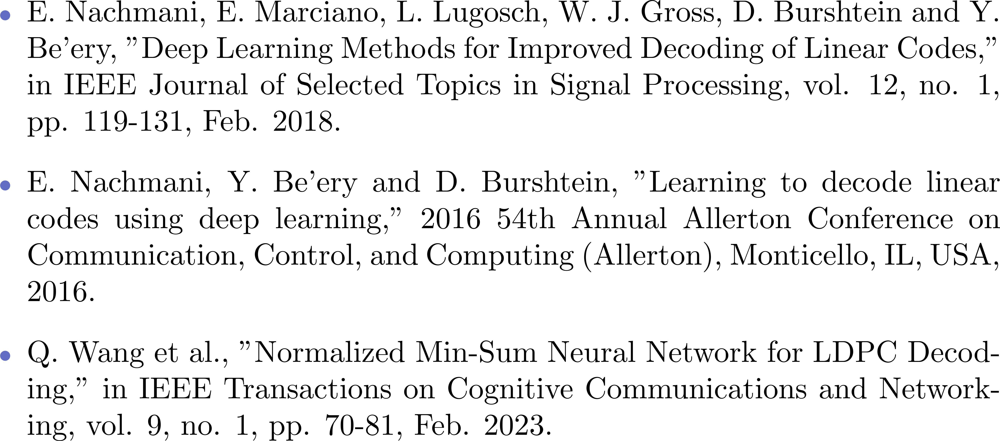 • E. Nachmani, E. Marciano, L. Lugosch, W. J. Gross, D. Burshtein and Y.
Be’ery, ”Deep Learning Methods for Improved Decoding of Linear Codes,”
in IEEE Journal of Selected Topics in Signal Processing, vol. 12, no. 1,
pp. 119-131, Feb. 2018.
• E. Nachmani, Y. Be’ery and D. Burshtein, ”Learning to decode linear
codes using deep learning,” 2016 54th Annual Allerton Conference on
Communication, Control, and Computing (Allerton), Monticello, IL, USA,
2016.
• Q. Wang et al., ”Normalized Min-Sum Neural Network for LDPC Decod-
ing,” in IEEE Transactions on Cognitive Communications and Network-
ing, vol. 9, no. 1, pp. 70-81, Feb. 2023.